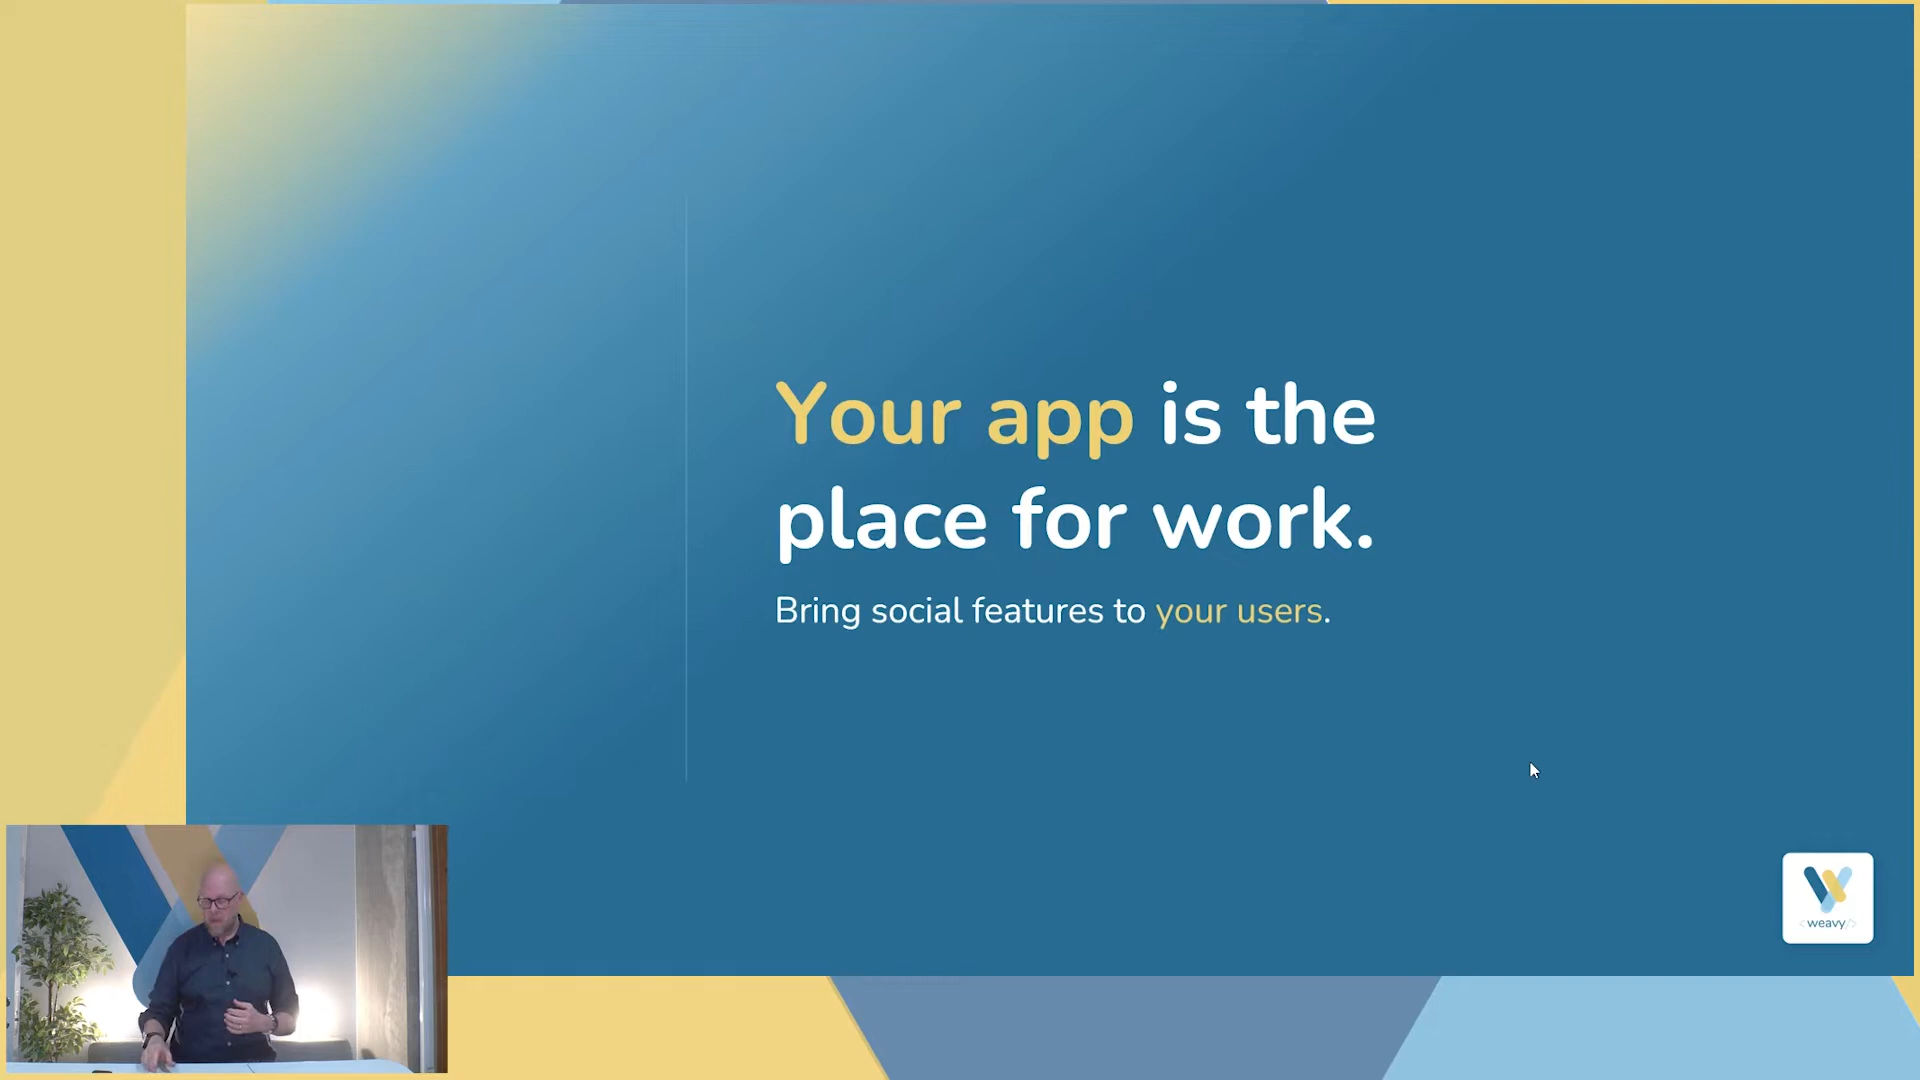 Your app is the
place for work.
Bring social features to your users.
<weavy/>